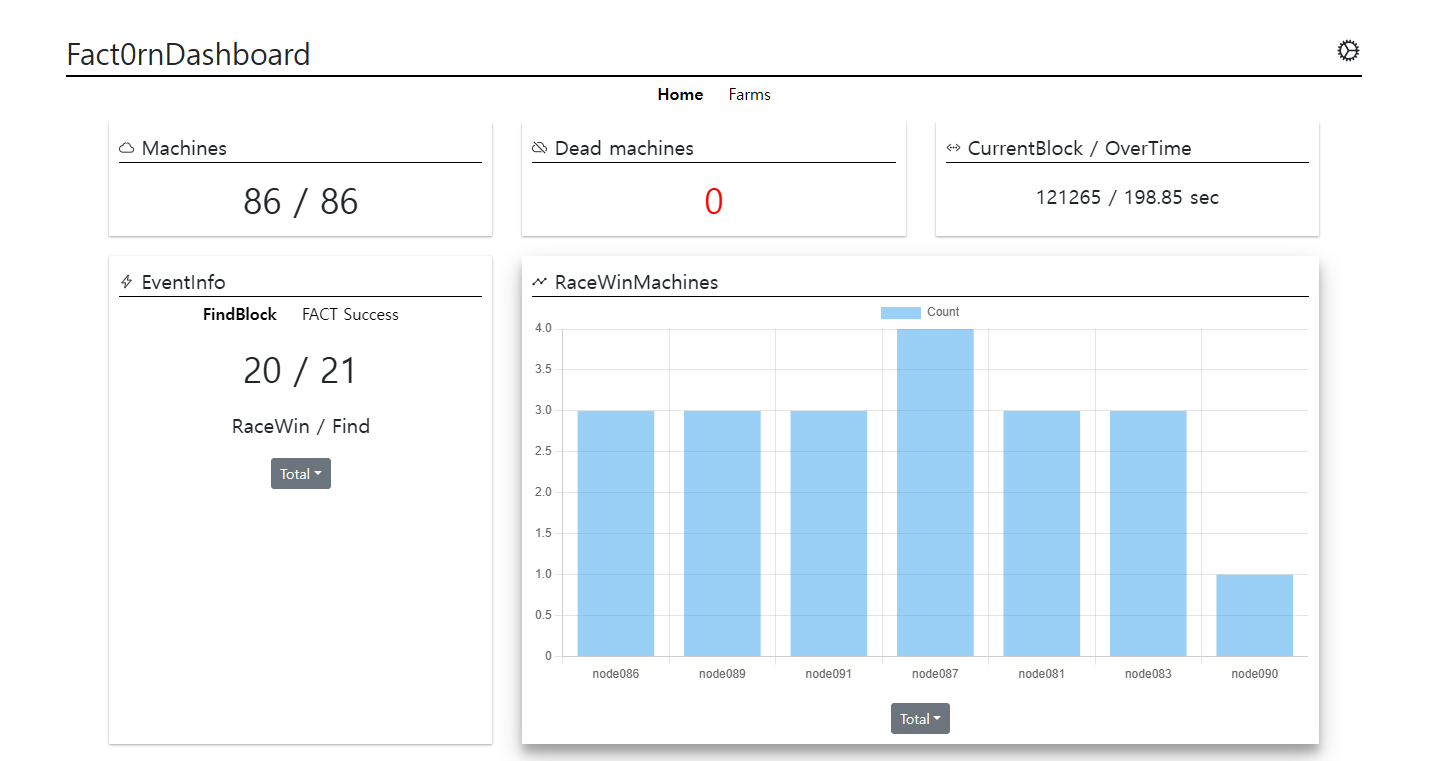 Fact0rnDashboard
Home Farms
Machines
86 / 86
Dead machines
0
CurrentBlock / OverTime
121265 / 198.85 sec
EventInfo
FindBlock FACT Success
20 / 21
RaceWin / Find
Total
RaceWinMachines
Count
4.0
3.5
3.0
2.5
2.0
1.5
1.0
0.5
0
node086 node089 node091 node087 node081 node083 node090
Total